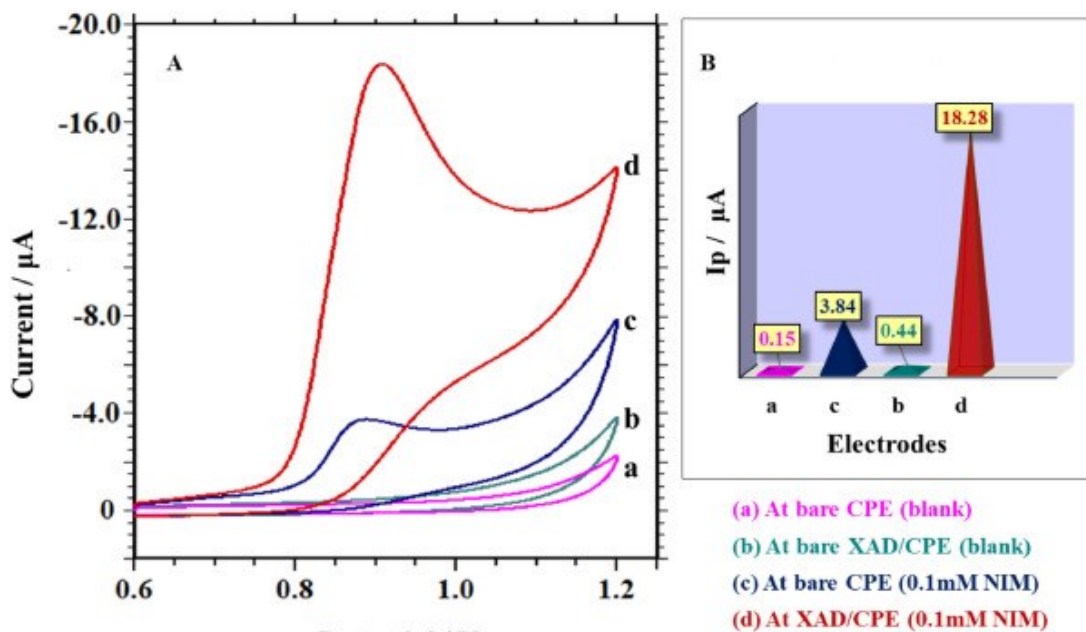 -20.0
A
-16.0
d
-12.0
-8.0
c
-4.0
b
a
0
0.6
0.8
1.0
1.2
Current / μA
B
18.28
3.84
0.15
0.44
Ip / μA
a
c
b
d
Electrodes
(a) At bare CPE (blank)
(b) At bare XAD/CPE (blank)
(c) At bare CPE (0.1mM NIM)
(d) At XAD/CPE (0.1mM NIM)